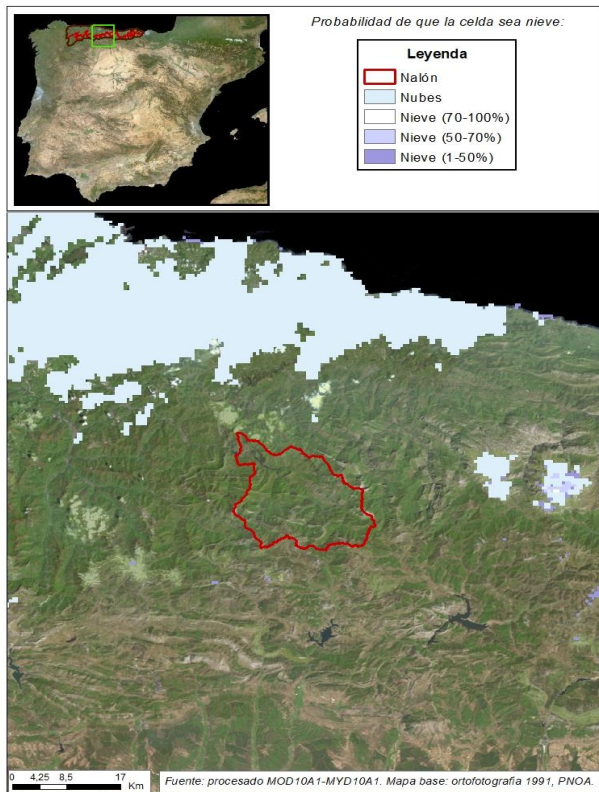 Probabilidad de que la celda sea nieve:
Leyenda
Nalón
Nubes
Nieve (70-100%)
Nieve (50-70%)
Nieve (1-50%)
0 4,25 8,5 17
Km
Fuente: procesado MOD10A1-MYD10A1. Mapa base: ortofotografia 1991, PNOA.